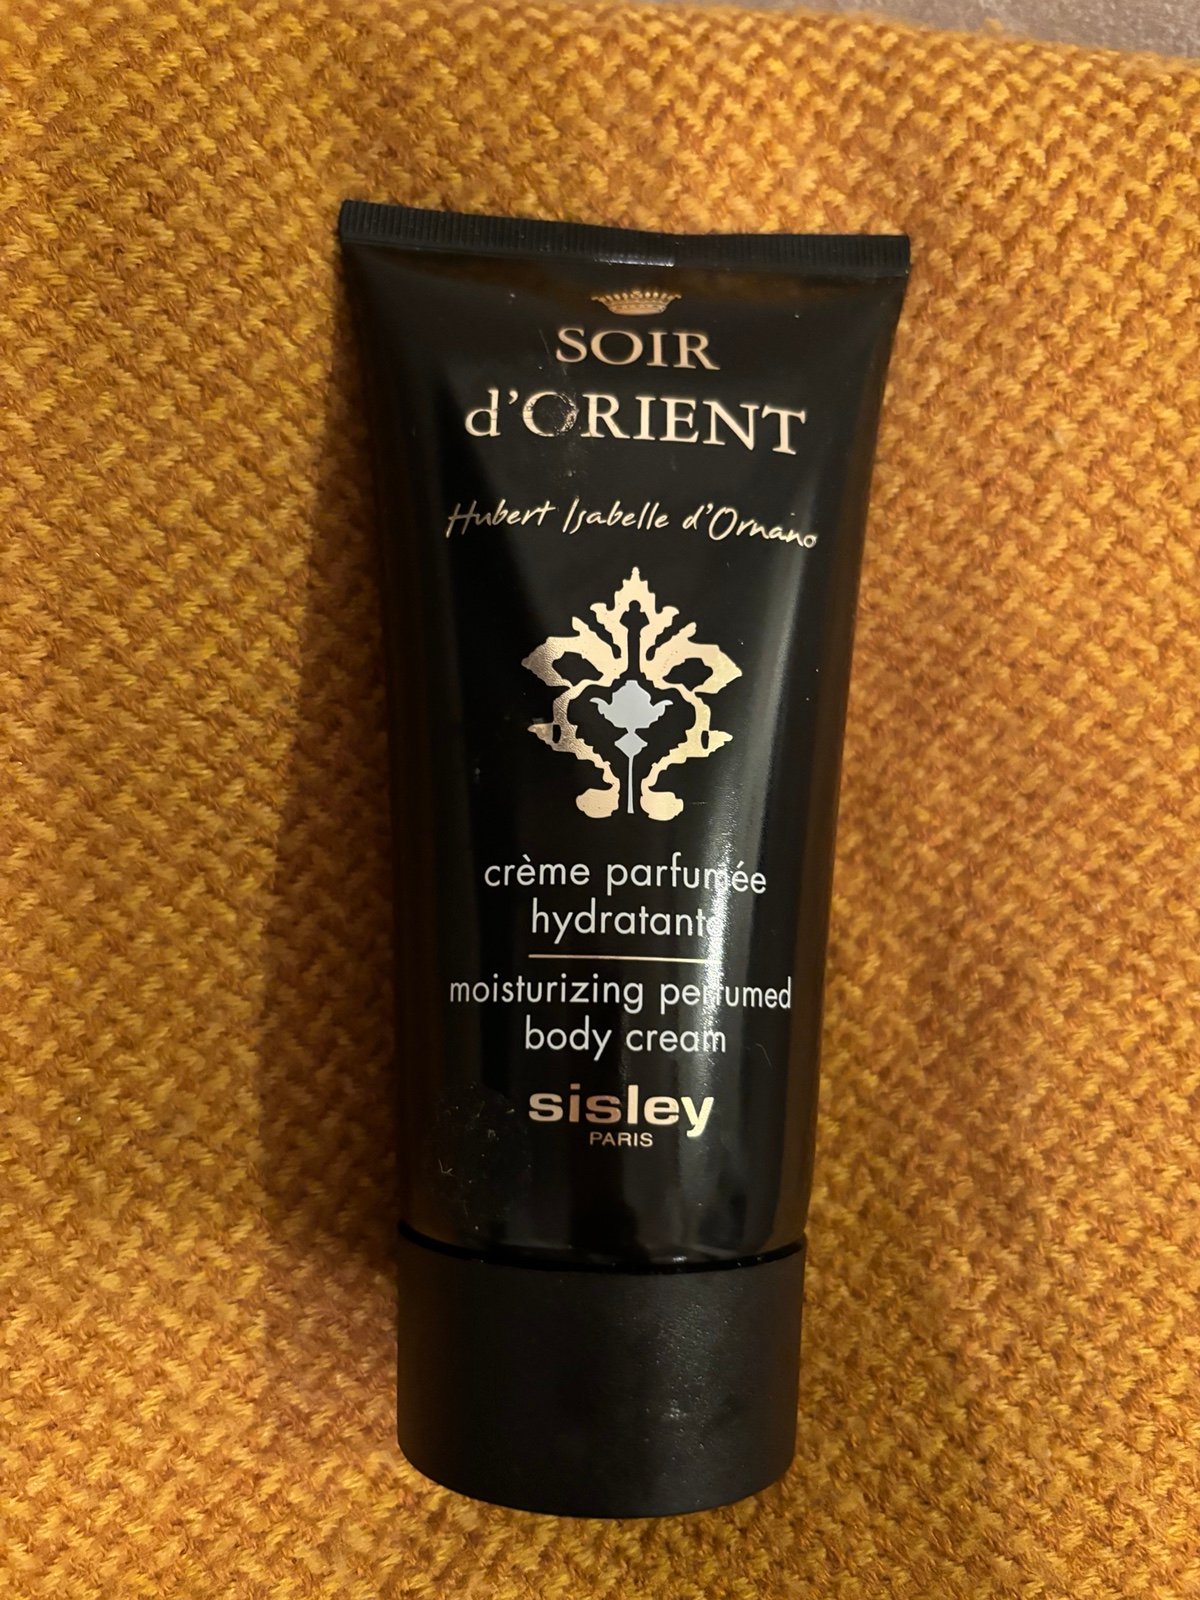 SOIR
d'ORIENT
Hubert Isabelle d'Ornano
crème parfumée
hydratante
moisturizing perfumed
body cream
sisley
PARIS